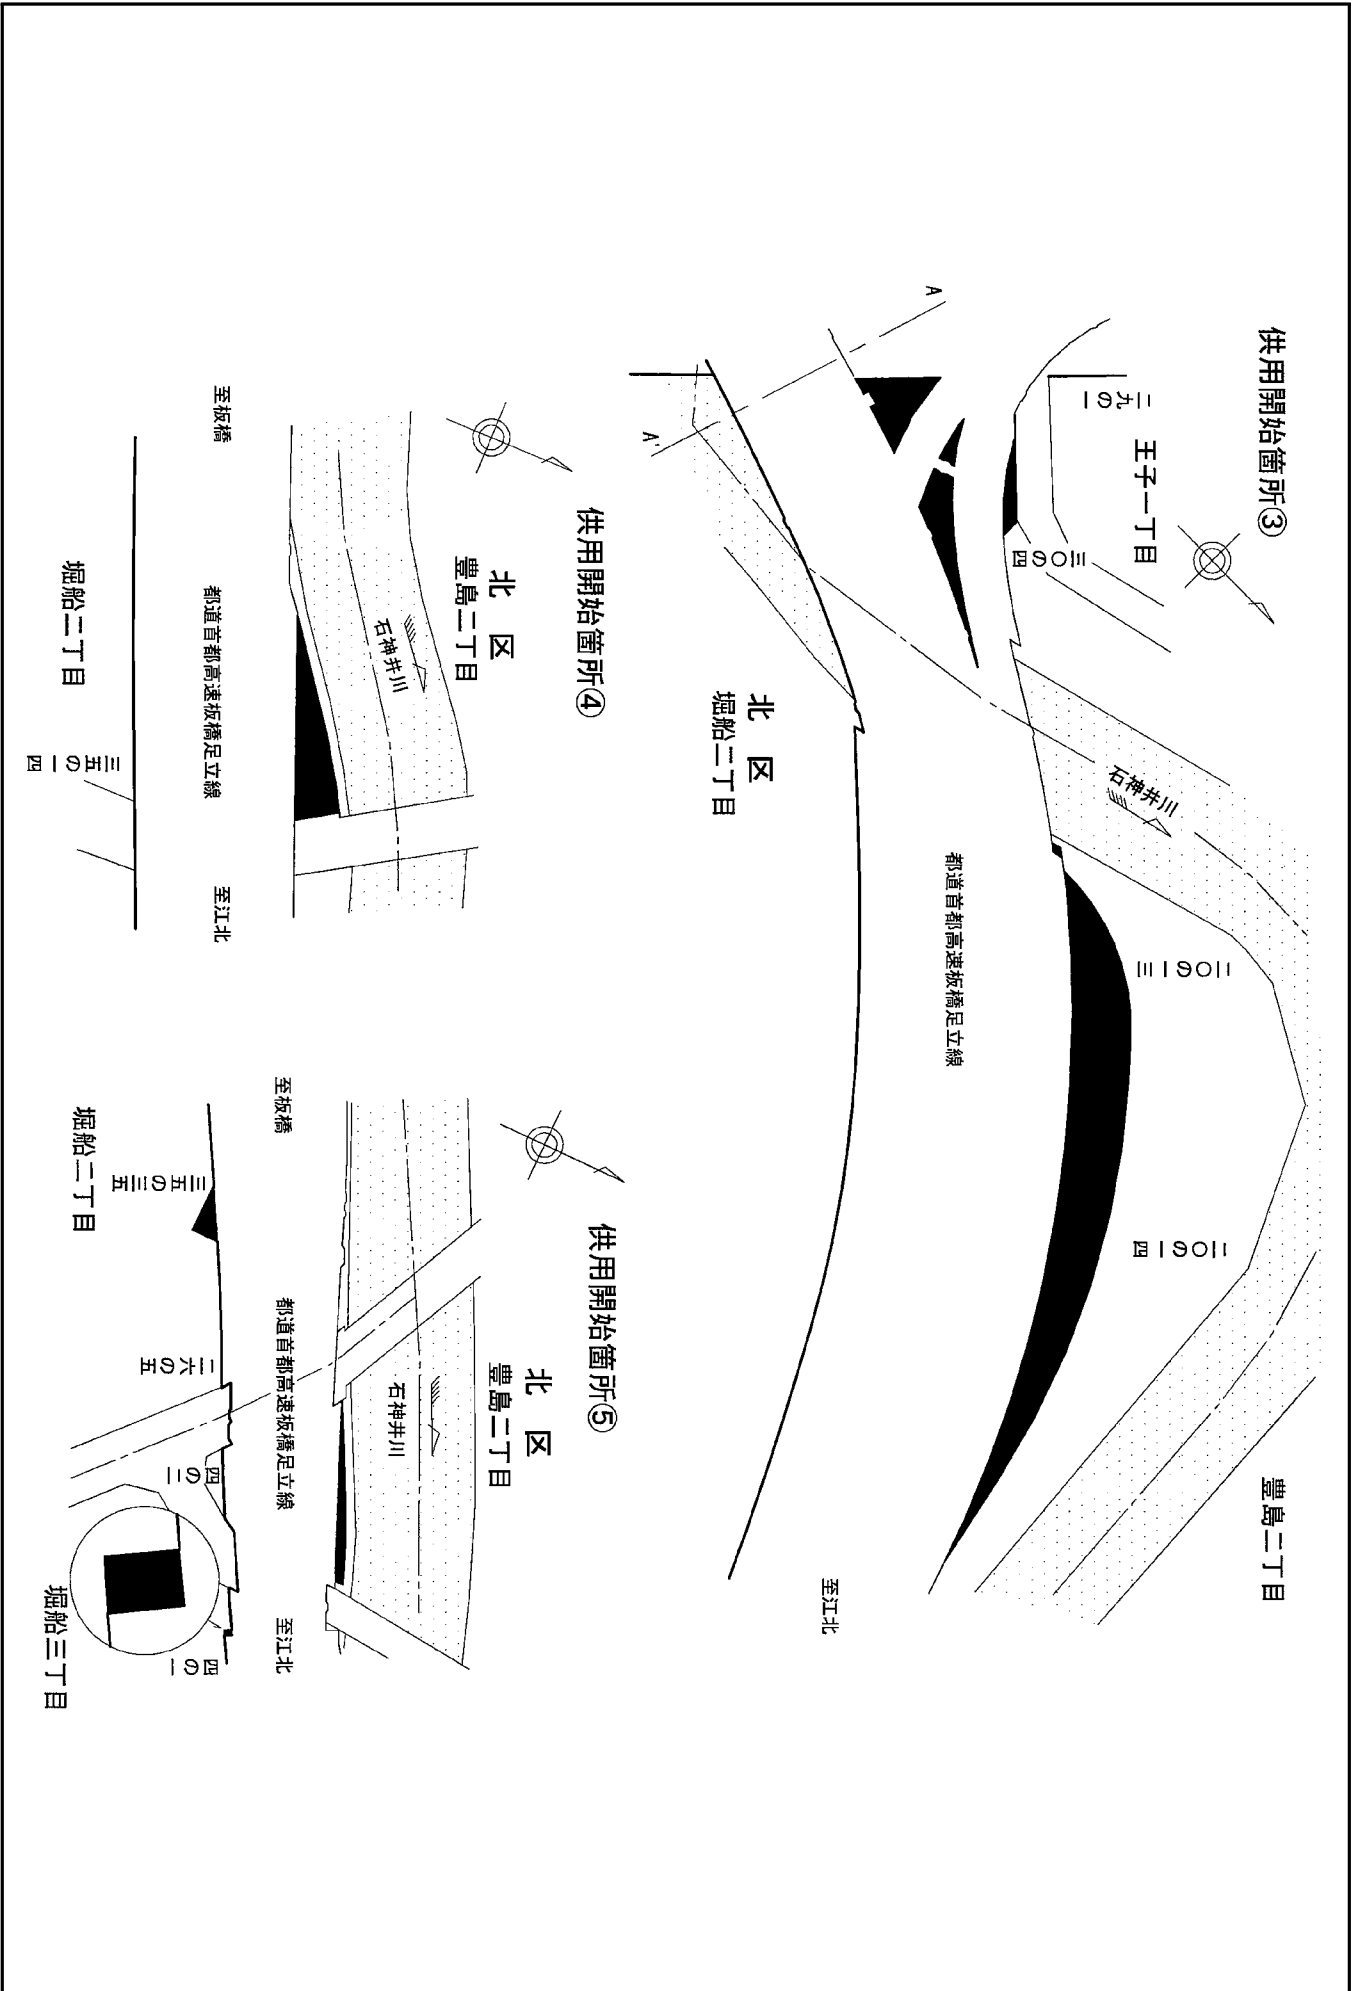 供用開始箇所③
二九の一
王子一丁目
三〇の四
A
A'
石神井川
二〇の一三
二〇の一四
豊島二丁目
都道首都高速板橋足立線
北区
堀船二丁目
至江北
供用開始箇所④
北区
豊島二丁目
石神井川
至板橋
都道首都高速板橋足立線
至江北
堀船二丁目
三五の一四
供用開始箇所⑤
北区
豊島二丁目
石神井川
至板橋
都道首都高速板橋足立線
至江北
堀船二丁目
三五の三五
二六の五
四の二
四の一
堀船三丁目